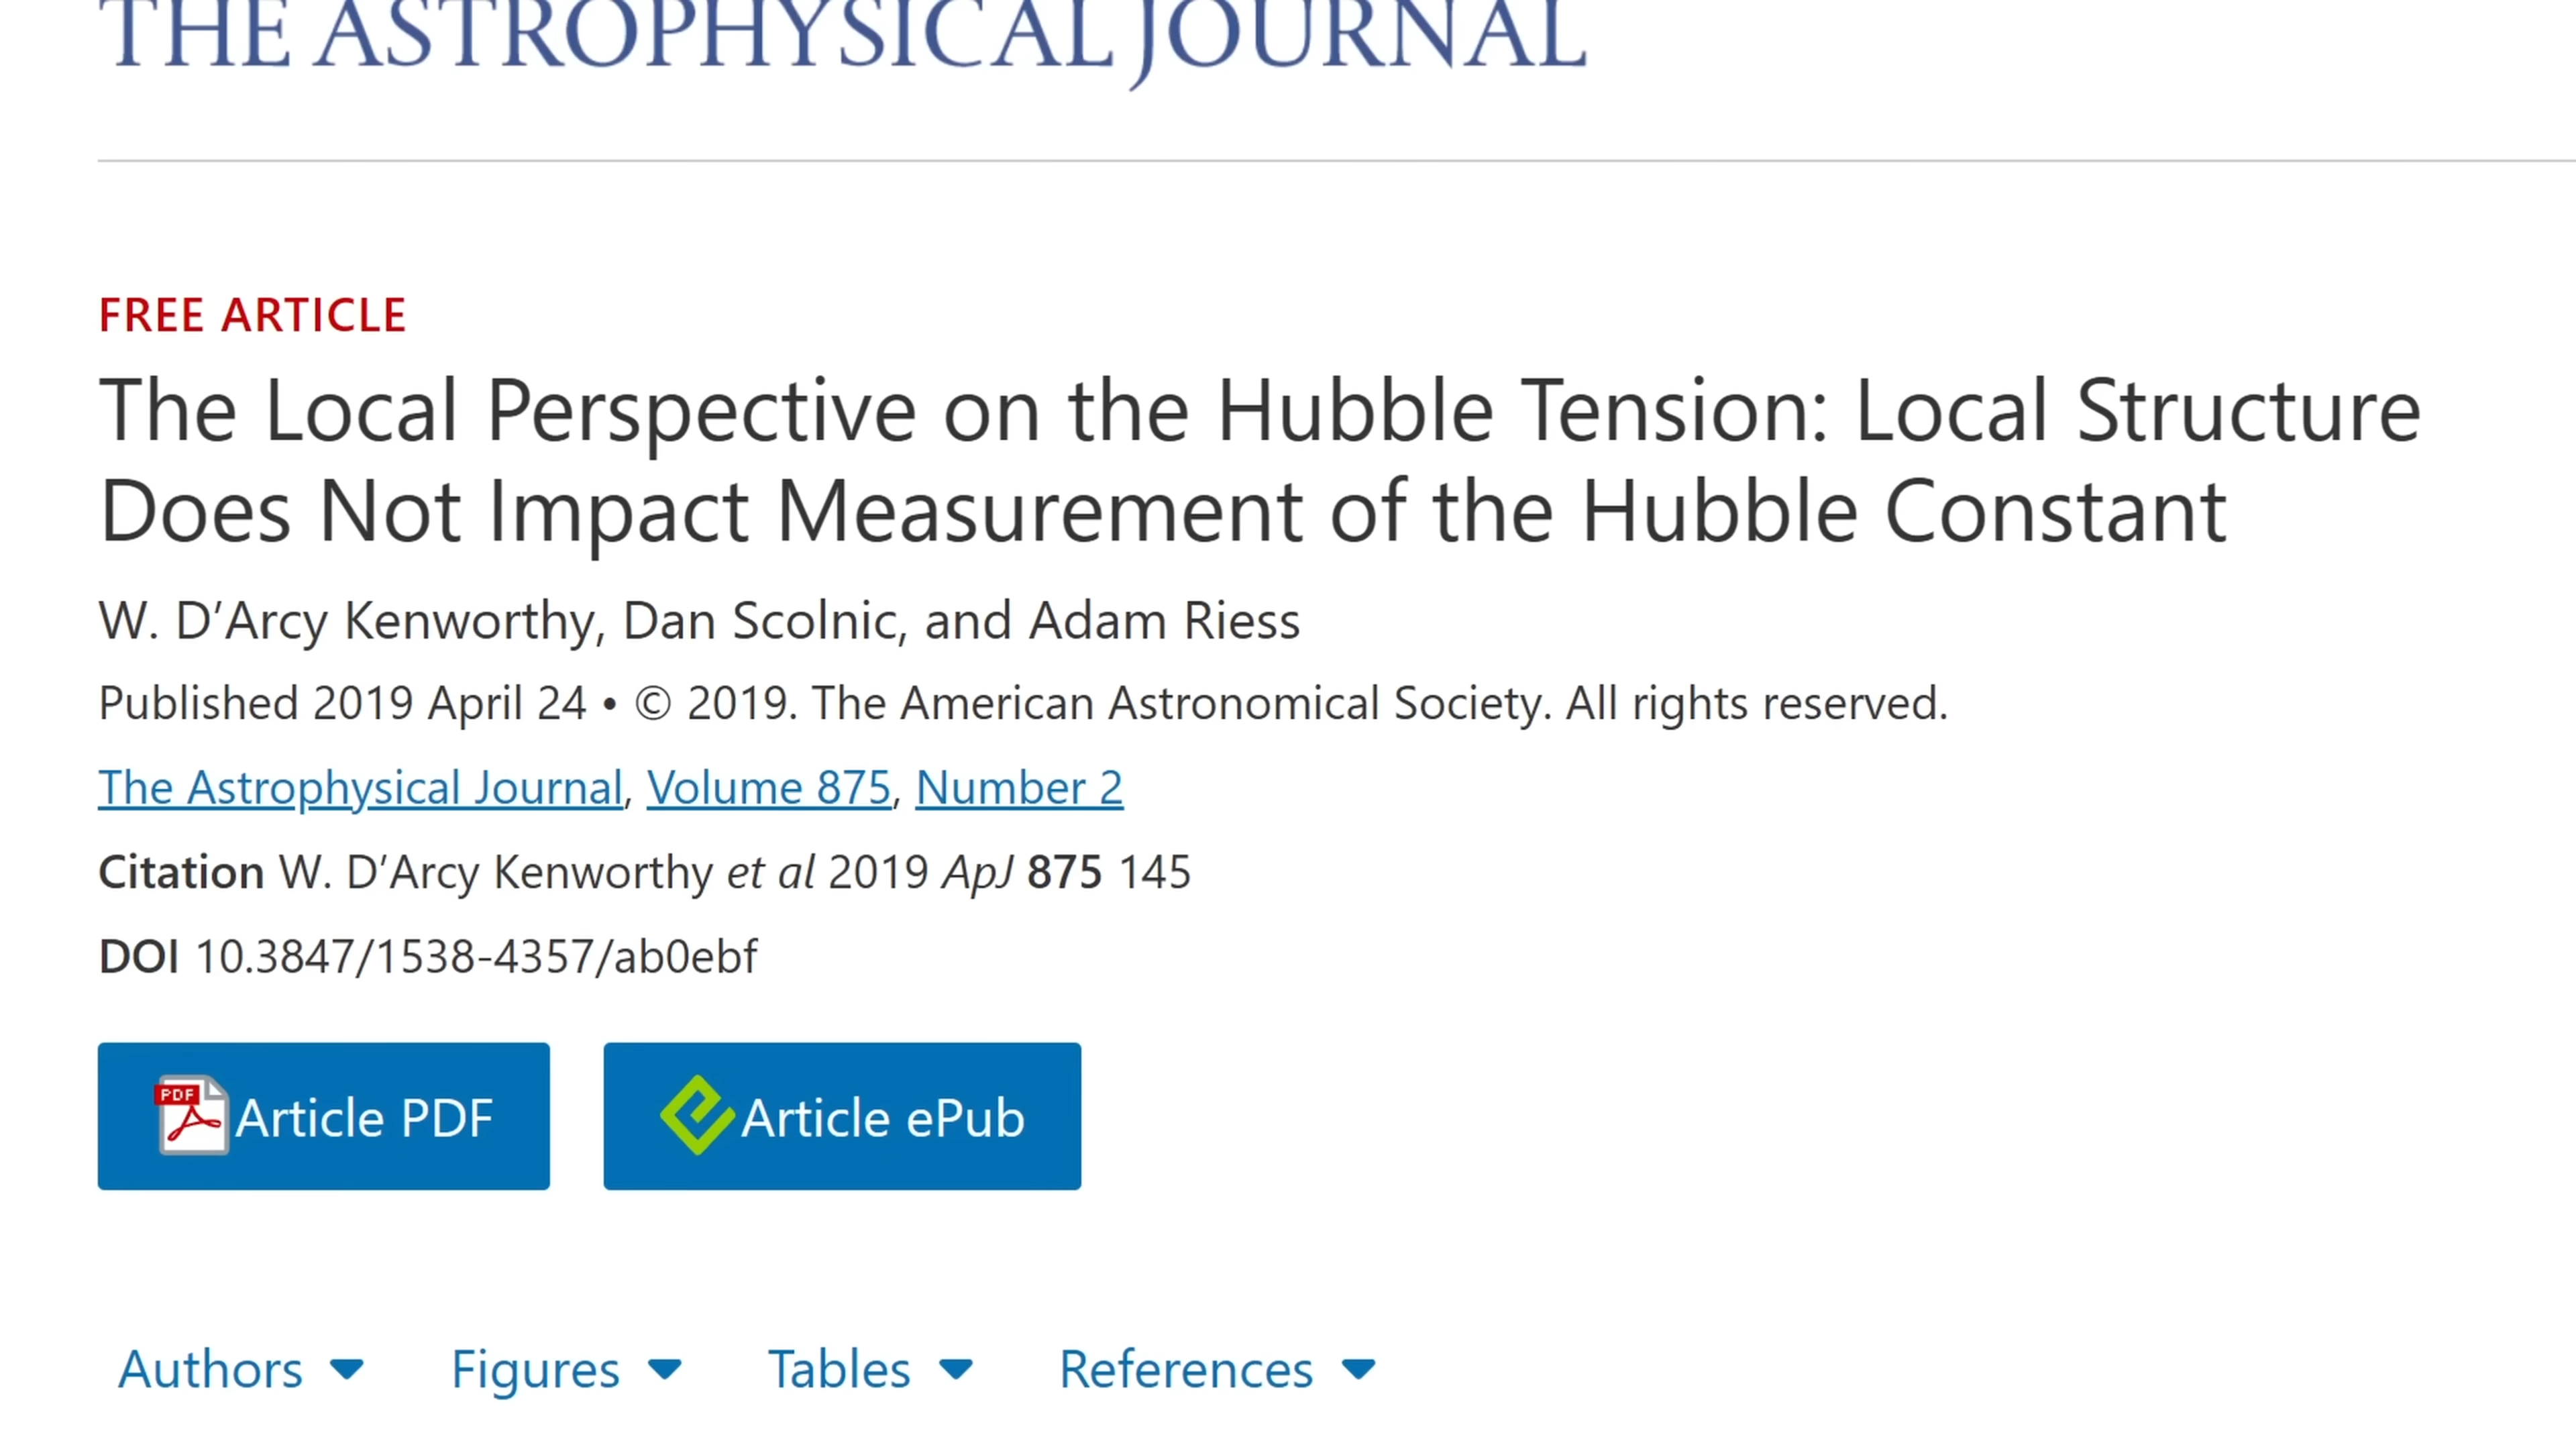 THE ASTROPHYSICAL JOURNAL
FREE ARTICLE
The Local Perspective on the Hubble Tension: Local Structure
Does Not Impact Measurement of the Hubble Constant
W. D’Arcy Kenworthy, Dan Scolnic, and Adam Riess
Published 2019 April 24 • © 2019. The American Astronomical Society. All rights reserved.
The Astrophysical Journal, Volume 875, Number 2
Citation W. D’Arcy Kenworthy et al 2019 ApJ 875 145
DOI 10.3847/1538-4357/ab0ebf
PDF Article PDF Article ePub
Authors Figures Tables References